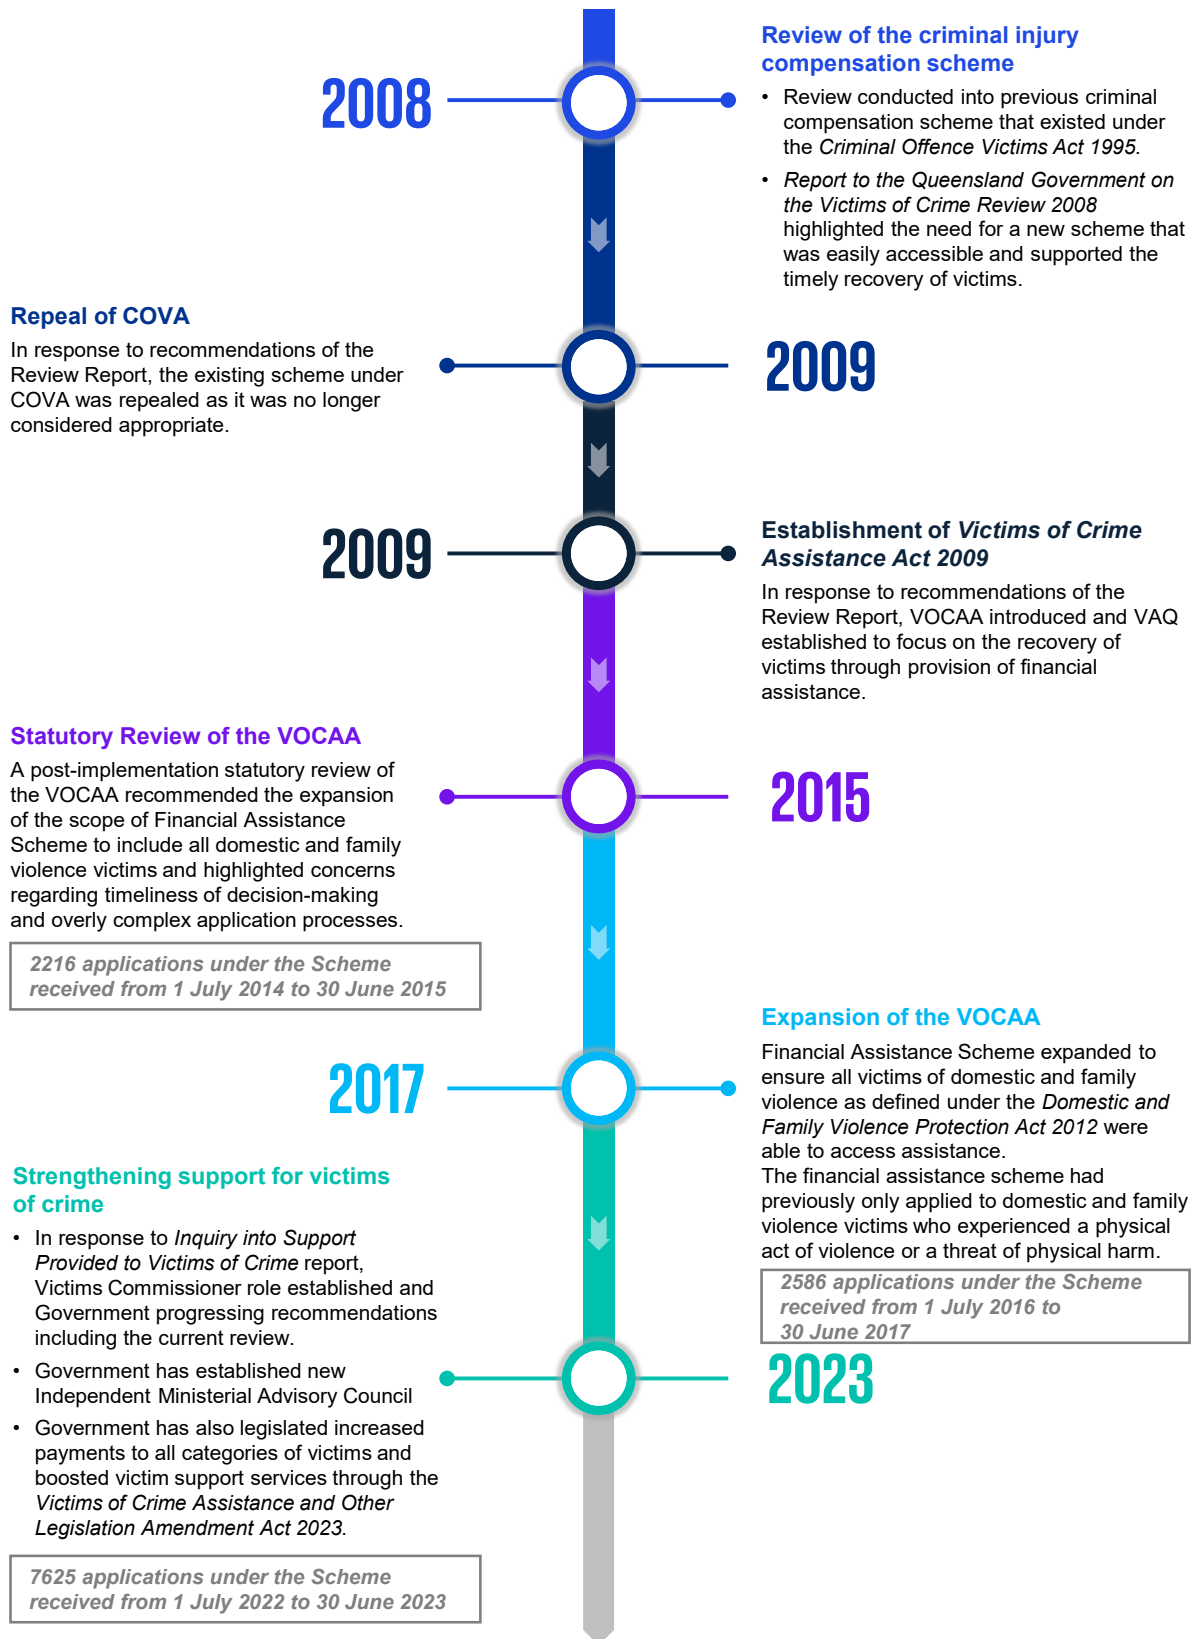 2008
Review of the criminal injury
compensation scheme
• Review conducted into previous criminal
compensation scheme that existed under
the Criminal Offence Victims Act 1995.
• Report to the Queensland Government on
the Victims of Crime Review 2008
highlighted the need for a new scheme that
was easily accessible and supported the
timely recovery of victims.
Repeal of COVA
In response to recommendations of the
Review Report, the existing scheme under
COVA was repealed as it was no longer
considered appropriate.
2009
2009
Establishment of Victims of Crime
Assistance Act 2009
In response to recommendations of the
Review Report, VOCAA introduced and VAQ
established to focus on the recovery of
victims through provision of financial
assistance.
Statutory Review of the VOCAA
A post-implementation statutory review of
the VOCAA recommended the expansion
of the scope of Financial Assistance
Scheme to include all domestic and family
violence victims and highlighted concerns
regarding timeliness of decision-making
and overly complex application processes.
2216 applications under the Scheme
received from 1 July 2014 to 30 June 2015
2015
2017
Expansion of the VOCAA
Financial Assistance Scheme expanded to
ensure all victims of domestic and family
violence as defined under the Domestic and
Family Violence Protection Act 2012 were
able to access assistance.
The financial assistance scheme had
previously only applied to domestic and family
violence victims who experienced a physical
act of violence or a threat of physical harm.
2586 applications under the Scheme
received from 1 July 2016 to
30 June 2017
Strengthening support for victims
of crime
• In response to Inquiry into Support
Provided to Victims of Crime report,
Victims Commissioner role established and
Government progressing recommendations
including the current review.
• Government has established new
Independent Ministerial Advisory Council
• Government has also legislated increased
payments to all categories of victims and
boosted victim support services through the
Victims of Crime Assistance and Other
Legislation Amendment Act 2023.
7625 applications under the Scheme
received from 1 July 2022 to 30 June 2023
2023